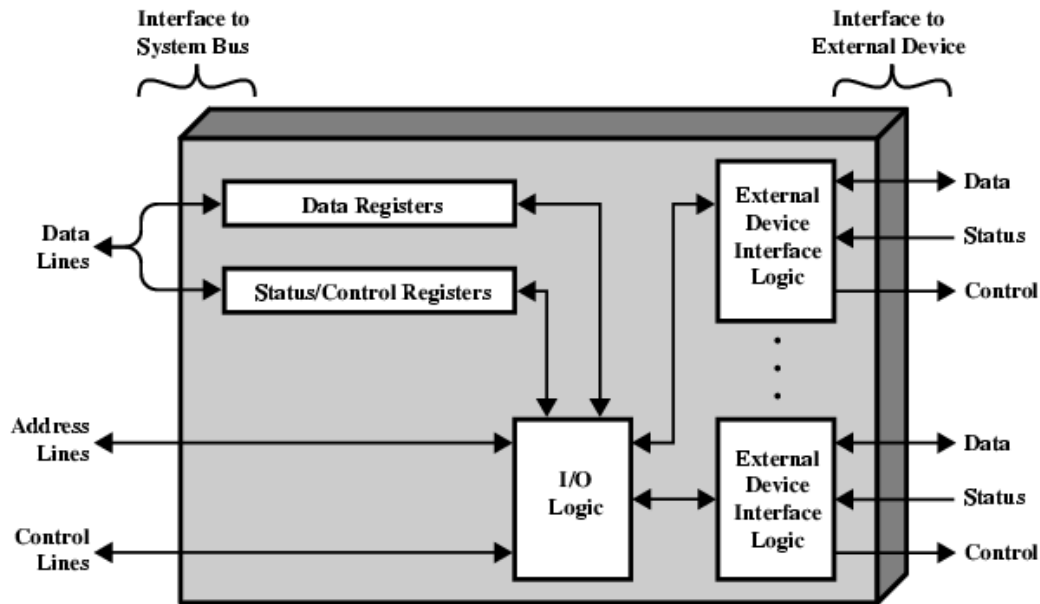 Interface to
System Bus
Interface to
External Device
Data Registers
Data
Lines
Status/Control Registers
External
Device
Interface
Logic
Data
Status
Control
Address
Lines
I/O
Logic
Control
Lines
External
Device
Interface
Logic
Data
Status
Control